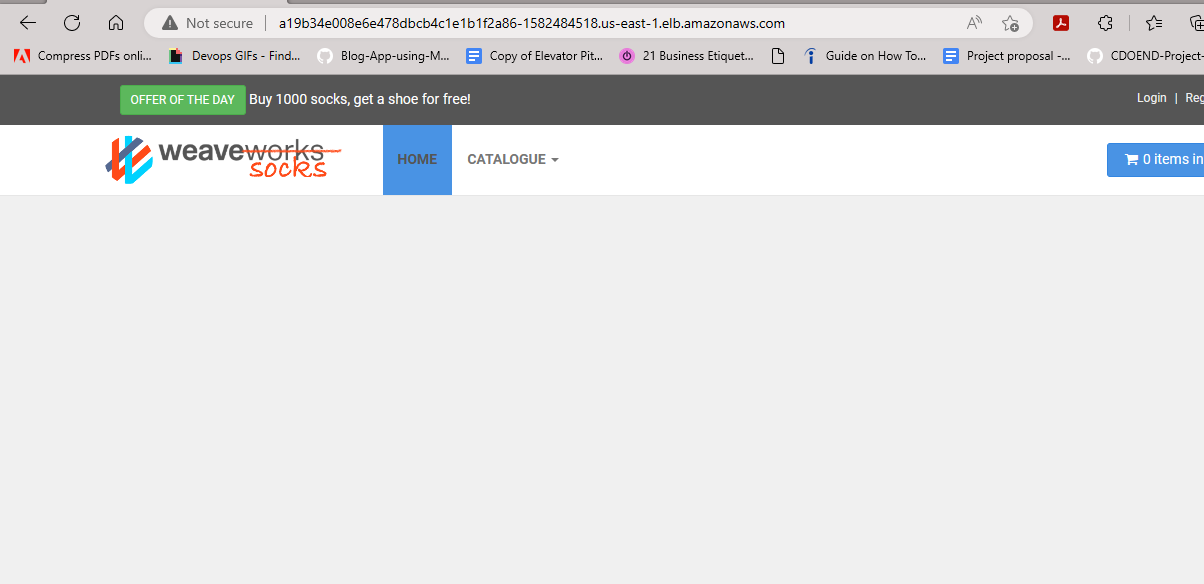 Not secure
a19b34e008e6e478dbcb4c1e1b1f2a86-1582484518.us-east-1.elb.amazonaws.com
Compress PDFs onli... Devops GIFs - Find... Blog-App-using-M... Copy of Elevator Pit... 21 Business Etiquet... Guide on How To... Project proposal -... CDOEND-Project-
OFFER OF THE DAY Buy 1000 socks, get a shoe for free! Login | Reg
weaveworks HOME CATALOGUE 0 items in
socks